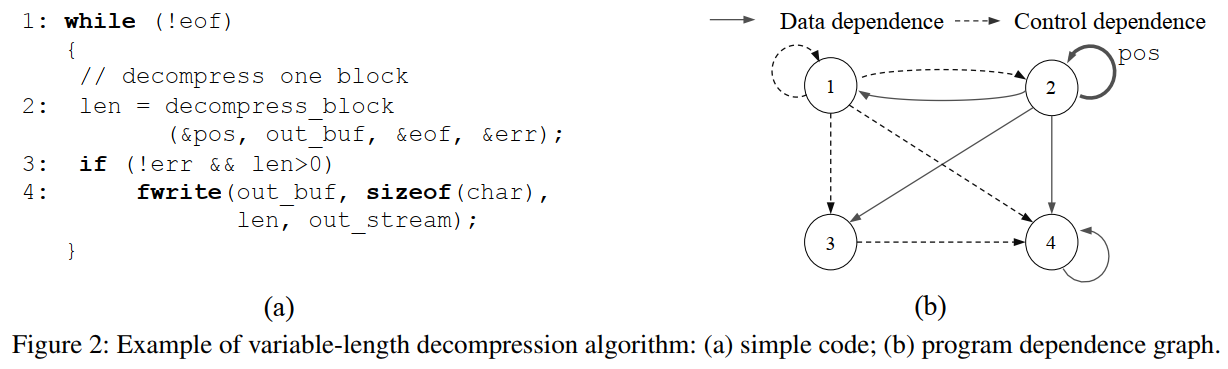 1: while (!eof)
{
// decompress one block
2: len = decompress_block
(&pos, out_buf, &eof, &err);
3: if (!err && len>0)
4: fwrite(out_buf, sizeof(char),
len, out_stream);
}
(a)
Data dependence Control dependence
pos
1 2
3 4
(b)
Figure 2: Example of variable-length decompression algorithm: (a) simple code; (b) program dependence graph.